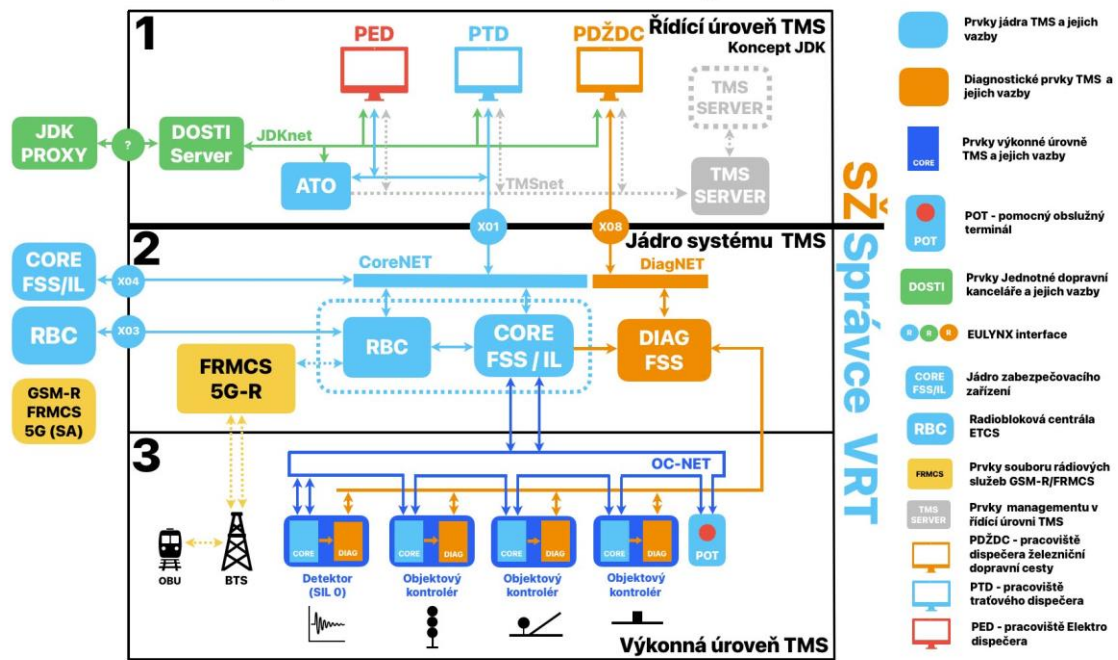 1
PED
PTD
PDŽDC
Řídící úroveň TMS
Koncept JDK
TMS
SERVER
JDK
PROXY
?
DOSTI
Server
JDKnet
ATO
TMSnet
TMS
SERVER
X01
X08
2
Jádro systému TMS
CORE
FSS/IL
X04
CoreNET
DiagNET
RBC
X03
RBC
CORE
FSS / IL
DIAG
FSS
FRMCS
5G-R
GSM-R
FRMCS
5G (SA)
3
OC-NET
CORE
DIAG
CORE
DIAG
CORE
DIAG
CORE
DIAG
POT
OBU
BTS
Detektor
(SIL 0)
Objektový
kontrolér
Objektový
kontrolér
Objektový
kontrolér
Výkonná úroveň TMS
SŽ
Správce VRT
Prvky jádra TMS a jejich
vazby
Diagnostické prvky TMS a
jejich vazby
CORE
Prvky výkonné úrovně
TMS a jejich vazby
POT
POT - pomocný obslužný
terminál
DOSTI
Prvky Jednotné dopravní
kanceláře a jejich vazby
R R R
EULYNX interface
CORE
FSS/IL
Jádro zabezpečovacího
zařízení
RBC
Radiobloková centrála
ETCS
FRMCS
Prvky souboru rádiových
služeb GSM-R/FRMCS
TMS
SERVER
Prvky managementu v
řídící úrovni TMS
PDŽDC - pracoviště
dispečera železniční
dopravní cesty
PTD - pracoviště
traťového dispečera
PED - pracoviště Elektro
dispečera